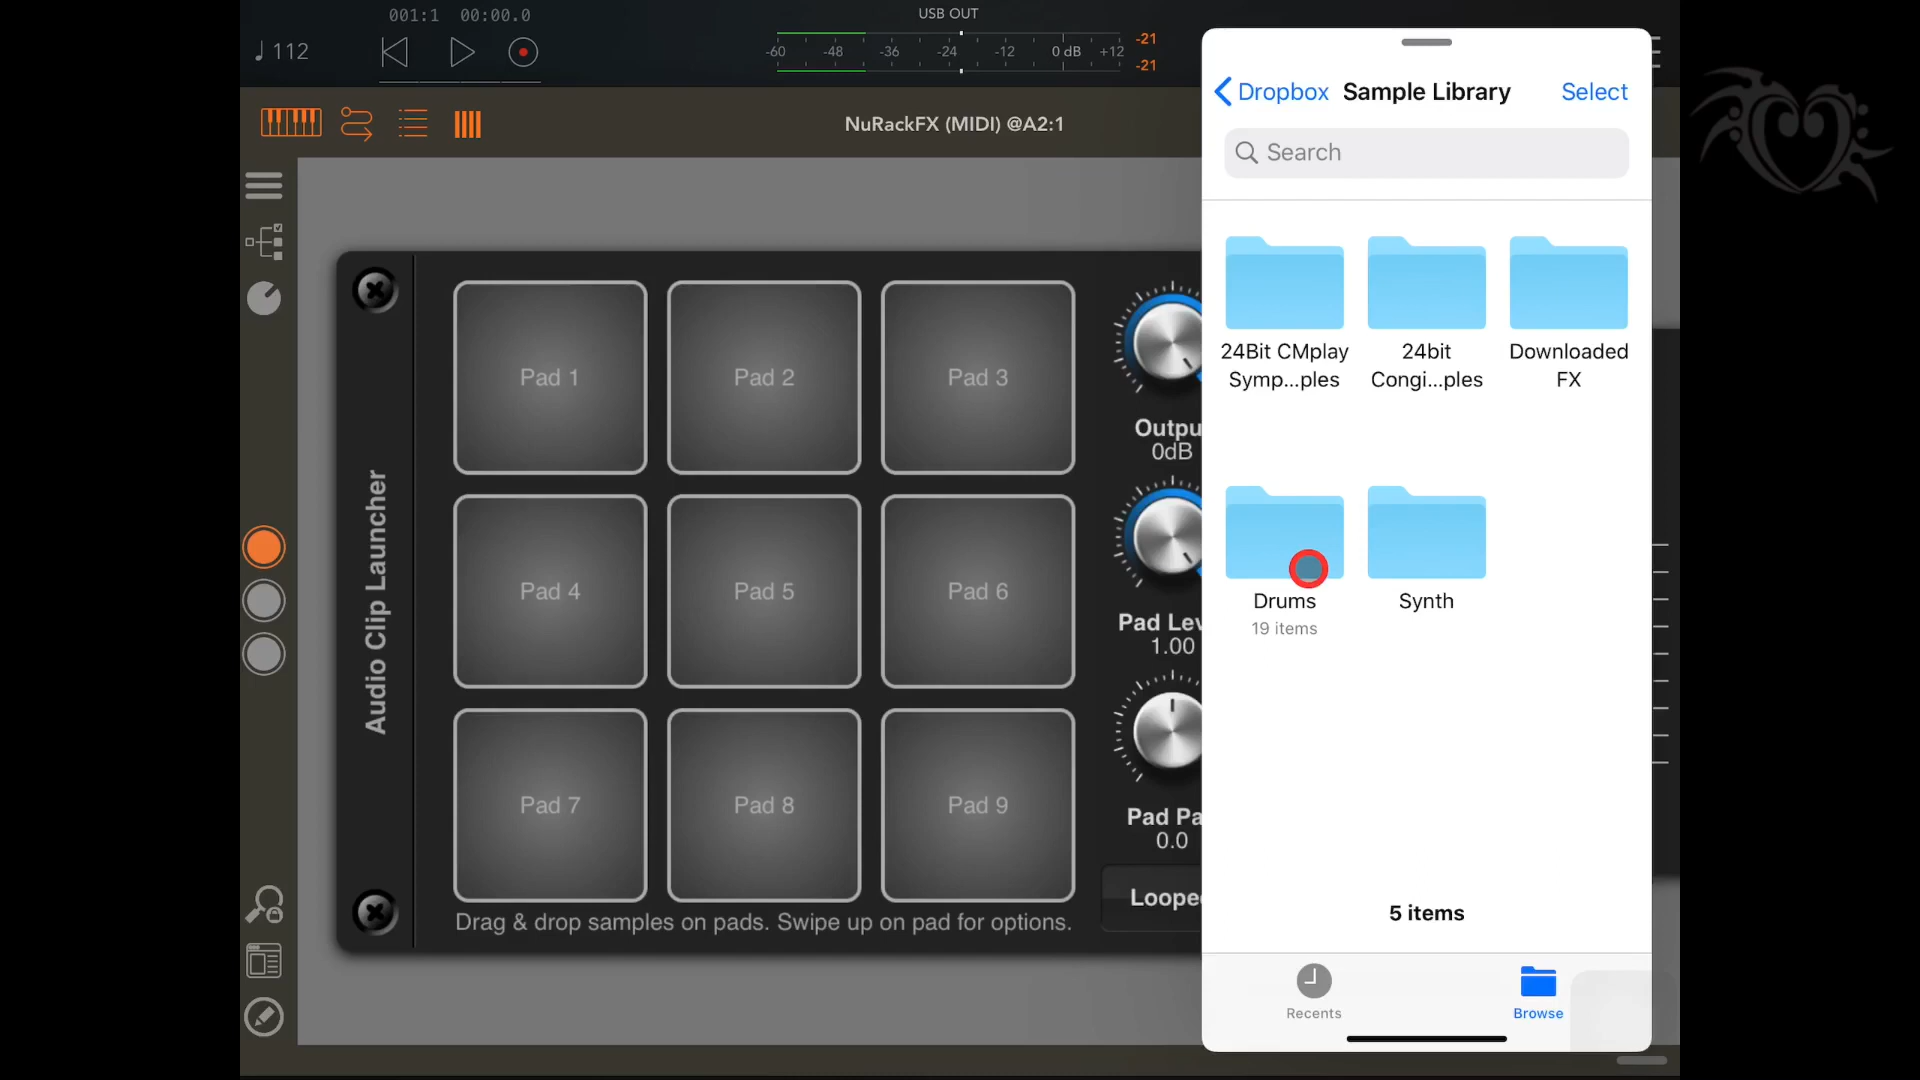 001:1 00:00.0
USB OUT
112
-60 -48 -36 -24 -12 0 dB +12
-21
-21
NuRackFX (MIDI) @A2:1
Audio Clip Launcher
Pad 1
Pad 2
Pad 3
Pad 4
Pad 5
Pad 6
Pad 7
Pad 8
Pad 9
Drag & drop samples on pads. Swipe up on pad for options.
Outpu
0dB
Pad Lev
1.00
Pad Pa
0.0
Loope
Dropbox
Sample Library
Select
Search
24Bit CMplay
Symp...ples
24bit
Congi...ples
Downloaded
FX
Drums
19 items
Synth
5 items
Recents
Browse